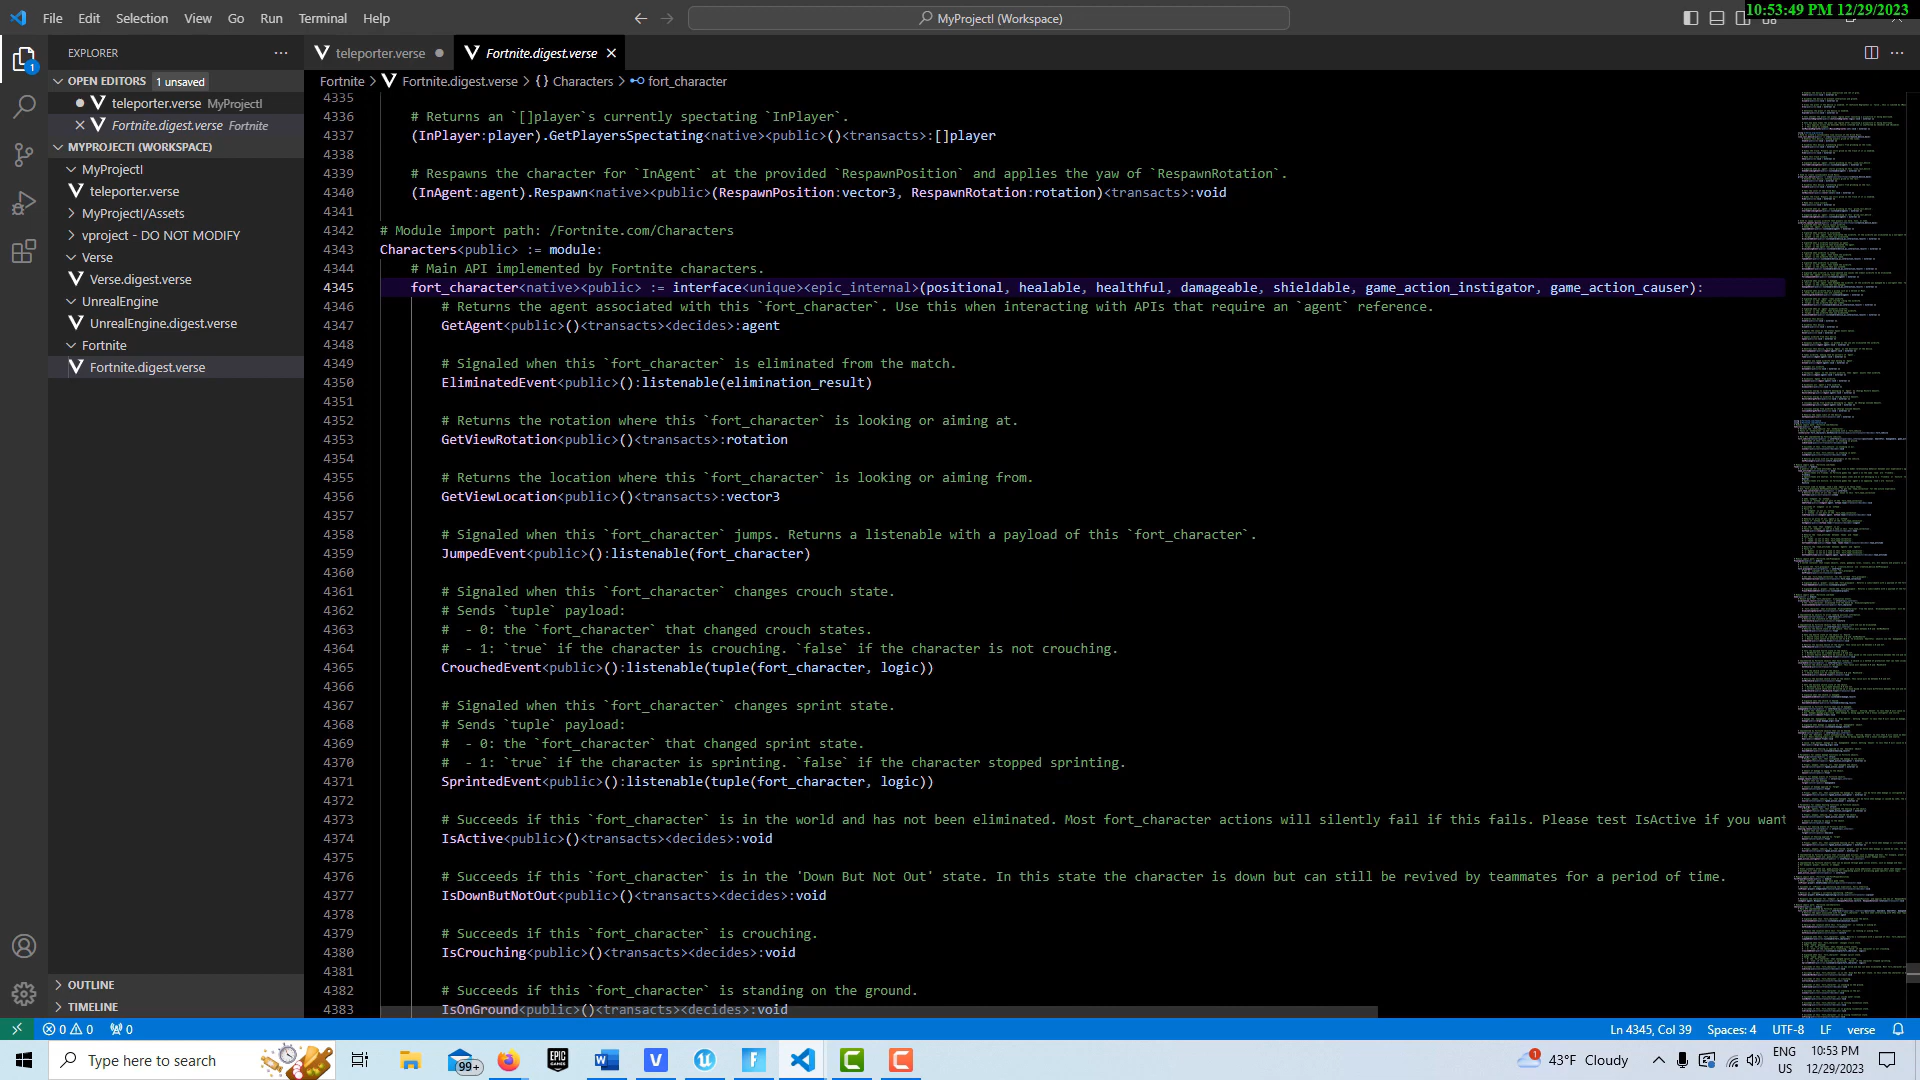 File Edit Selection View Go Run Terminal Help
MyProjectI (Workspace)
10:53:49 PM 12/29/2023
EXPLORER
teleporter.verse
Fortnite.digest.verse
OPEN EDITORS 1 unsaved
Fortnite > Fortnite.digest.verse > {} Characters > fort_character
teleporter.verse MyProjectI
Fortnite.digest.verse Fortnite
MYPROJECTI (WORKSPACE)
MyProjectI
teleporter.verse
MyProjectI/Assets
vproject - DO NOT MODIFY
Verse
Verse.digest.verse
UnrealEngine
UnrealEngine.digest.verse
Fortnite
Fortnite.digest.verse
OUTLINE
TIMELINE
4335
4336 # Returns an `[]player`s currently spectating `InPlayer`.
4337 (InPlayer:player).GetPlayersSpectating<native><public>()<transacts>:[]player
4338
4339 # Respawns the character for `InAgent` at the provided `RespawnPosition` and applies the yaw of `RespawnRotation`.
4340 (InAgent:agent).Respawn<native><public>(RespawnPosition:vector3, RespawnRotation:rotation)<transacts>:void
4341
4342 # Module import path: /Fortnite.com/Characters
4343 Characters<public> := module:
4344 # Main API implemented by Fortnite characters.
4345 fort_character<native><public> := interface<unique><epic_internal>(positional, healable, healthful, damageable, shieldable, game_action_instigator, game_action_causer):
4346 # Returns the agent associated with this `fort_character`. Use this when interacting with APIs that require an `agent` reference.
4347 GetAgent<public>()<transacts><decides>:agent
4348
4349 # Signaled when this `fort_character` is eliminated from the match.
4350 EliminatedEvent<public>():listenable(elimination_result)
4351
4352 # Returns the rotation where this `fort_character` is looking or aiming at.
4353 GetViewRotation<public>()<transacts>:rotation
4354
4355 # Returns the location where this `fort_character` is looking or aiming from.
4356 GetViewLocation<public>()<transacts>:vector3
4357
4358 # Signaled when this `fort_character` jumps. Returns a listenable with a payload of this `fort_character`.
4359 JumpedEvent<public>():listenable(fort_character)
4360
4361 # Signaled when this `fort_character` changes crouch state.
4362 # Sends `tuple` payload:
4363 #  - 0: the `fort_character` that changed crouch states.
4364 #  - 1: `true` if the character is crouching. `false` if the character is not crouching.
4365 CrouchedEvent<public>():listenable(tuple(fort_character, logic))
4366
4367 # Signaled when this `fort_character` changes sprint state.
4368 # Sends `tuple` payload:
4369 #  - 0: the `fort_character` that changed sprint state.
4370 #  - 1: `true` if the character is sprinting. `false` if the character stopped sprinting.
4371 SprintedEvent<public>():listenable(tuple(fort_character, logic))
4372
4373 # Succeeds if this `fort_character` is in the world and has not been eliminated. Most fort_character actions will silently fail if this fails. Please test IsActive if you want
4374 IsActive<public>()<transacts><decides>:void
4375
4376 # Succeeds if this `fort_character` is in the 'Down But Not Out' state. In this state the character is down but can still be revived by teammates for a period of time.
4377 IsDownButNotOut<public>()<transacts><decides>:void
4378
4379 # Succeeds if this `fort_character` is crouching.
4380 IsCrouching<public>()<transacts><decides>:void
4381
4382 # Succeeds if this `fort_character` is standing on the ground.
4383 IsOnGround<public>()<transacts><decides>:void
0 0 0
Ln 4345, Col 39 Spaces: 4 UTF-8 LF verse
Type here to search
99+
EPIC GAMES
43°F Cloudy
ENG US
10:53 PM
12/29/2023